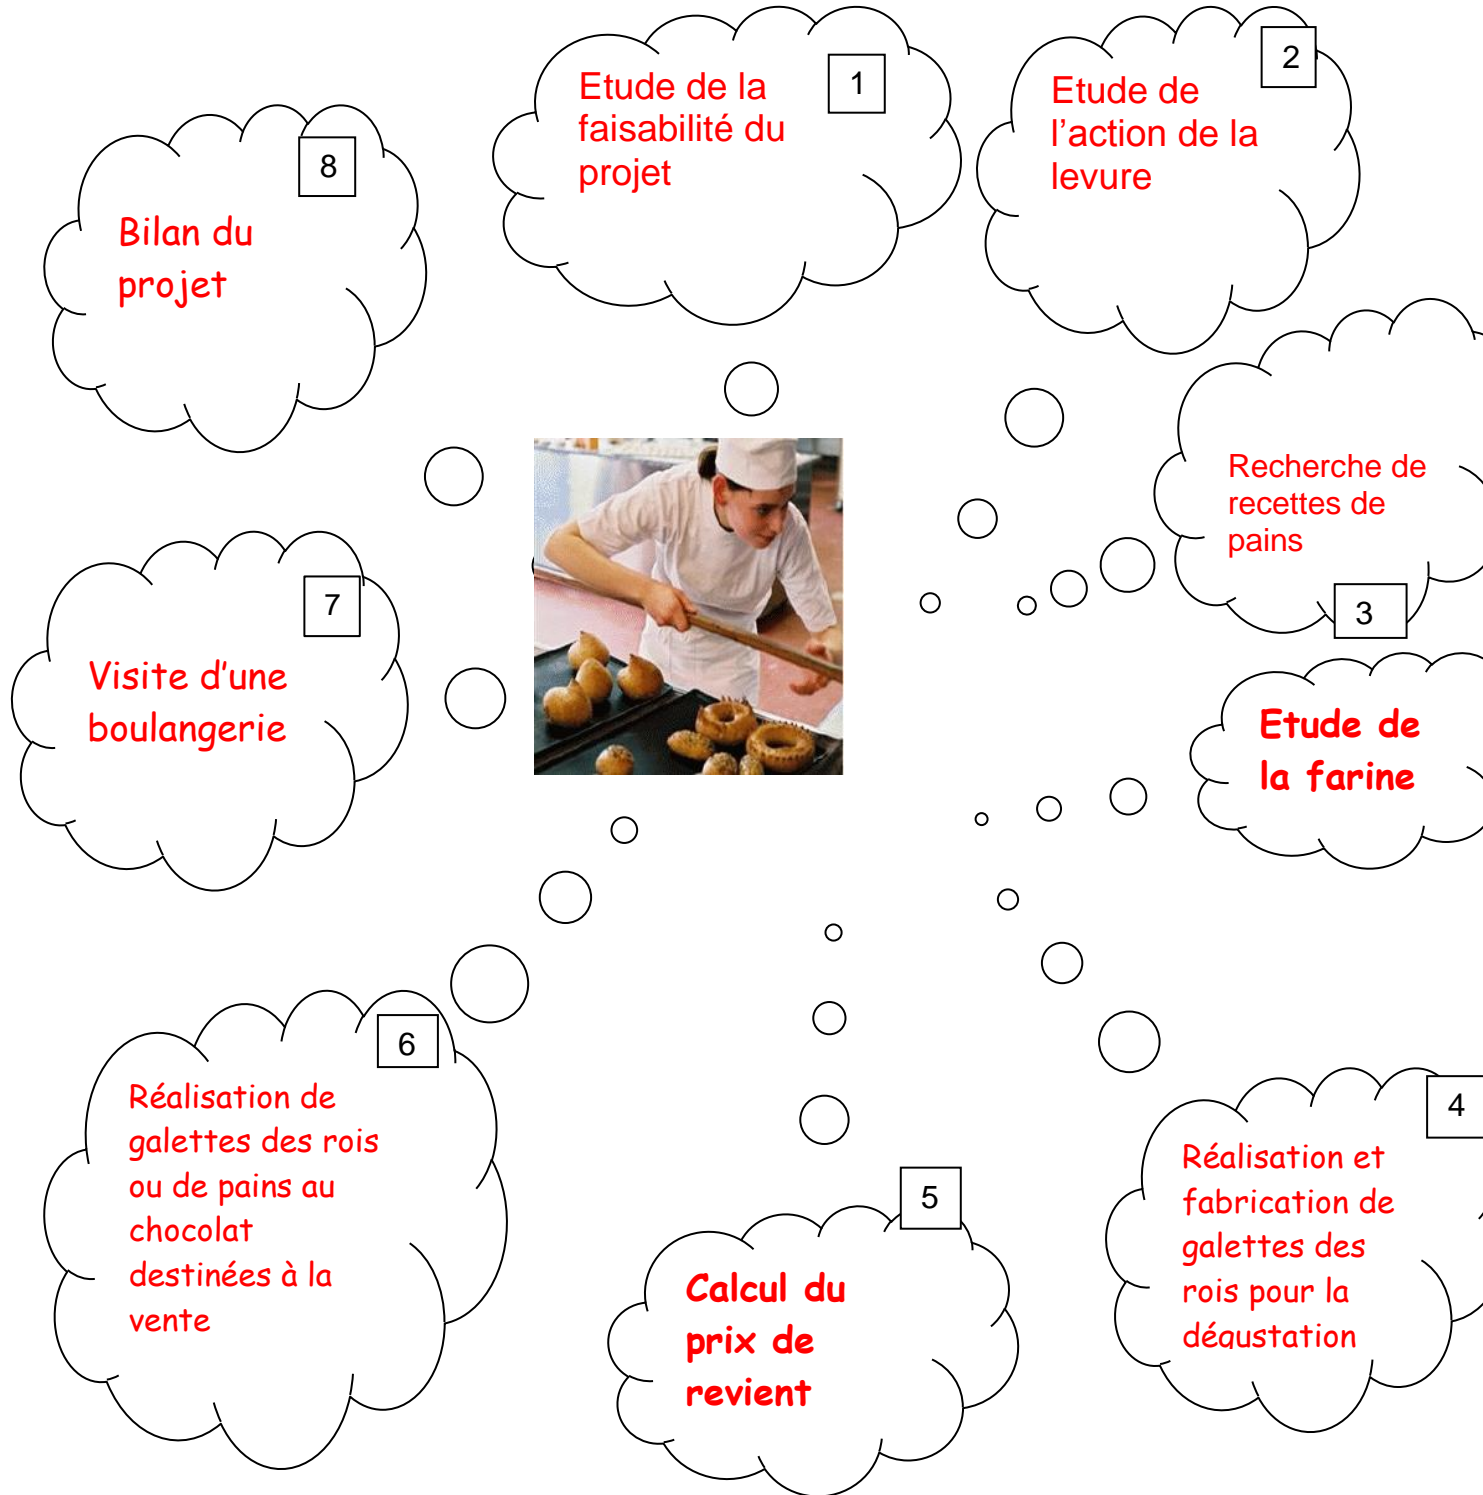 1
Etude de la
faisabilité du
projet
2
Etude de
l'action de la
levure
Recherche de
recettes de
pains
3
Etude de
la farine
4
Réalisation et
fabrication de
galettes des
rois pour la
dégustation
5
Calcul du
prix de
revient
6
Réalisation de
galettes des rois
ou de pains au
chocolat
destinées à la
vente
7
Visite d'une
boulangerie
8
Bilan du
projet